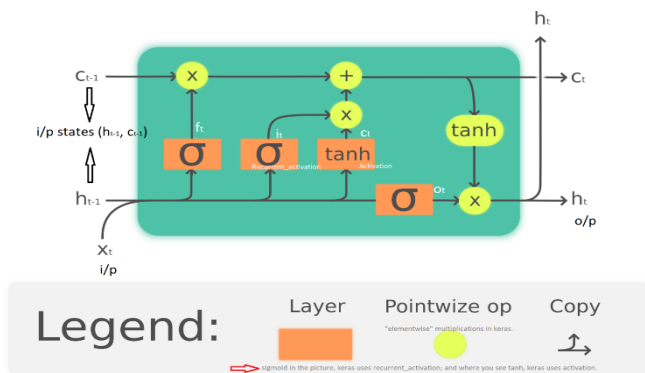 hₜ
cₜ₋₁
x
+
cₜ
i/p states (hₜ₋₁, cₜ₋₁)
x
fₜ
iₜ
cₜ
tanh
σ
σ
tanh
Recurrent_activation
Activation
hₜ₋₁
σ
oₜ
x
hₜ
o/p
xₜ
i/p
Legend:
Layer
Pointwize op
Copy
"elementwise" multiplications in keras.
sigmoid in the picture, keras uses recurrent_activation; and where you see tanh, keras uses activation.